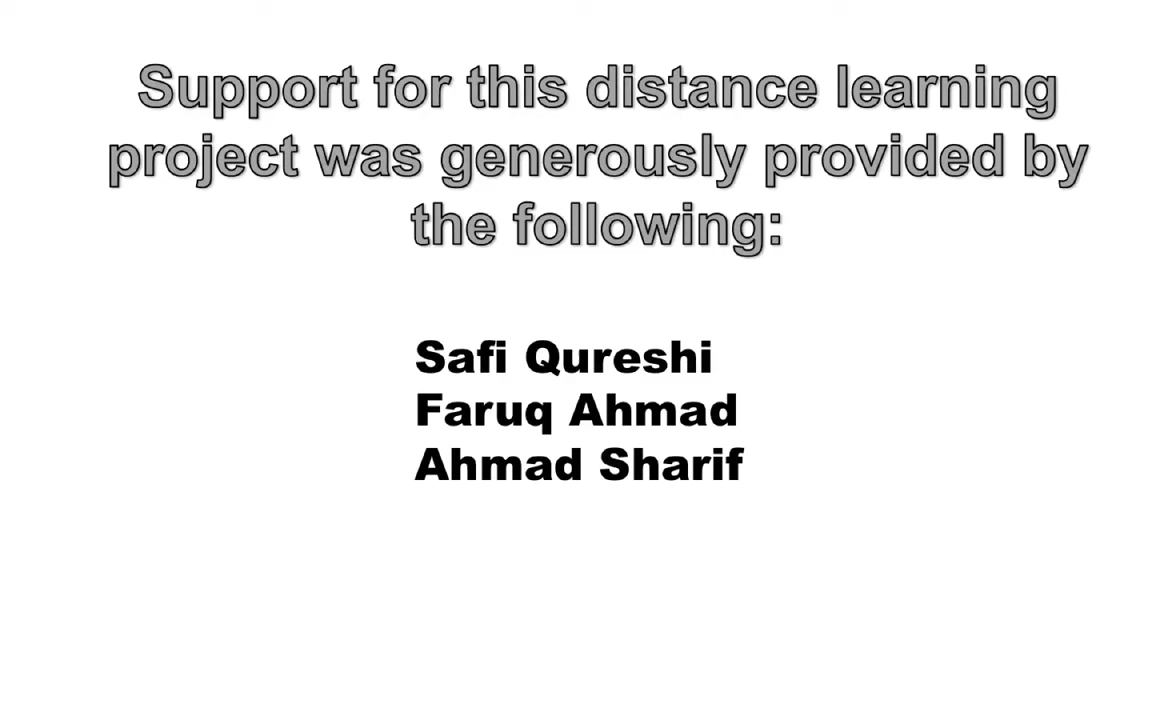 Support for this distance learning
project was generously provided by
the following:
Safi Qureshi
Faruq Ahmad
Ahmad Sharif